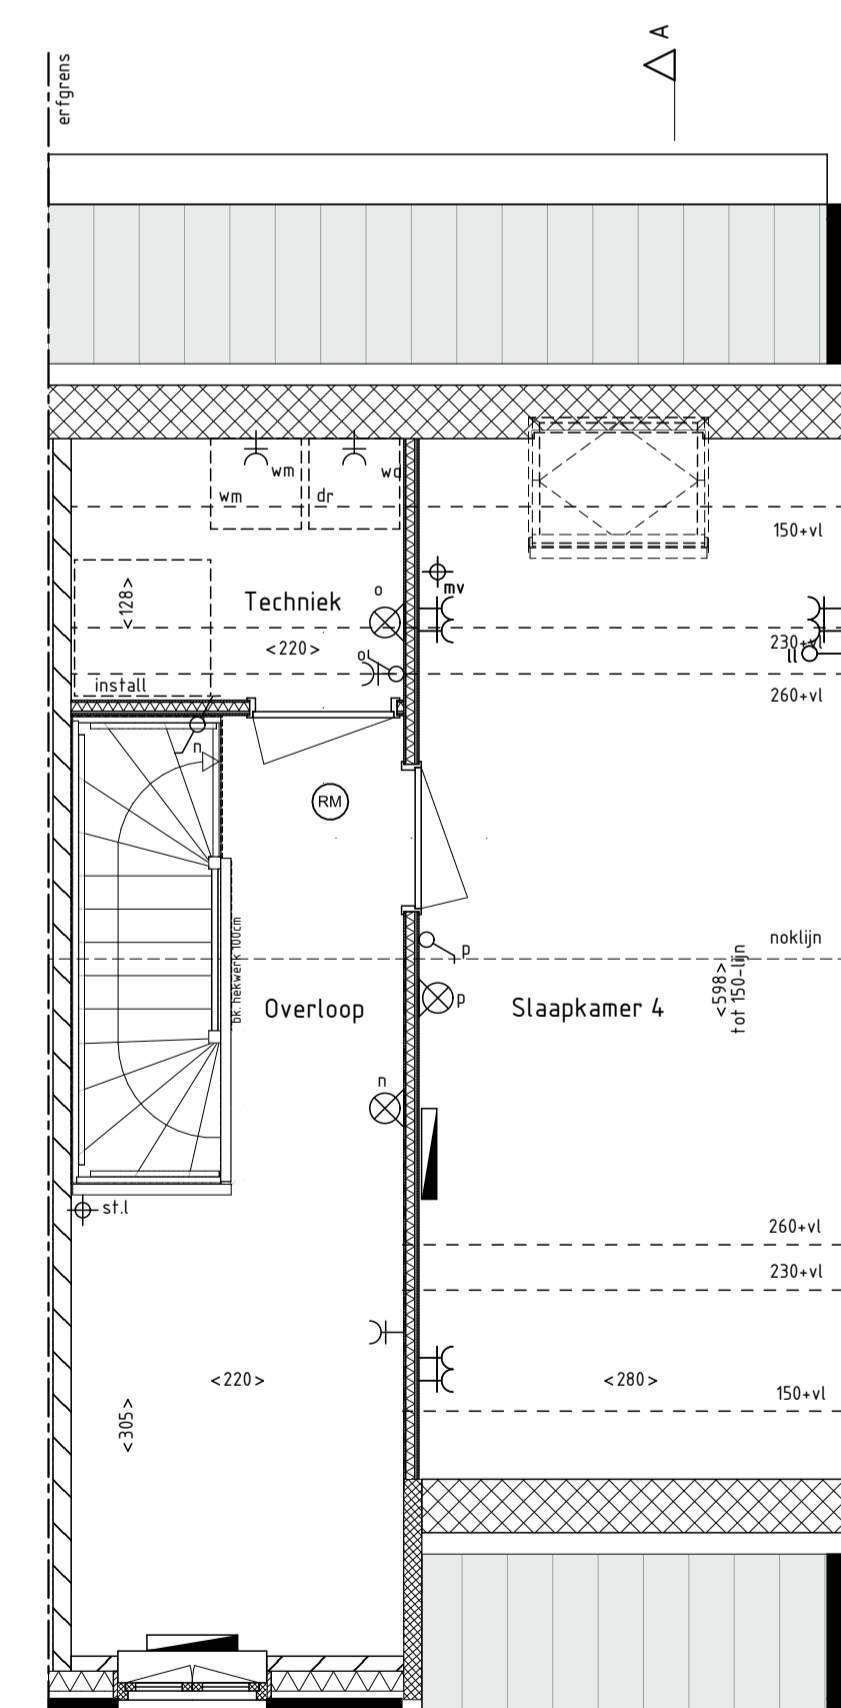 A
erfgrens
wm
wd
wm
dr
150+vl
<128>
o
mv
Techniek
230+vl
<220>
ol
ll
install
260+vl
n
RM
bk. hekwerk 100cm
noklijn
p
<598>
tot 150-lijn
Overloop
p
Slaapkamer 4
n
st.l
260+vl
230+vl
<220>
<280>
150+vl
<305>